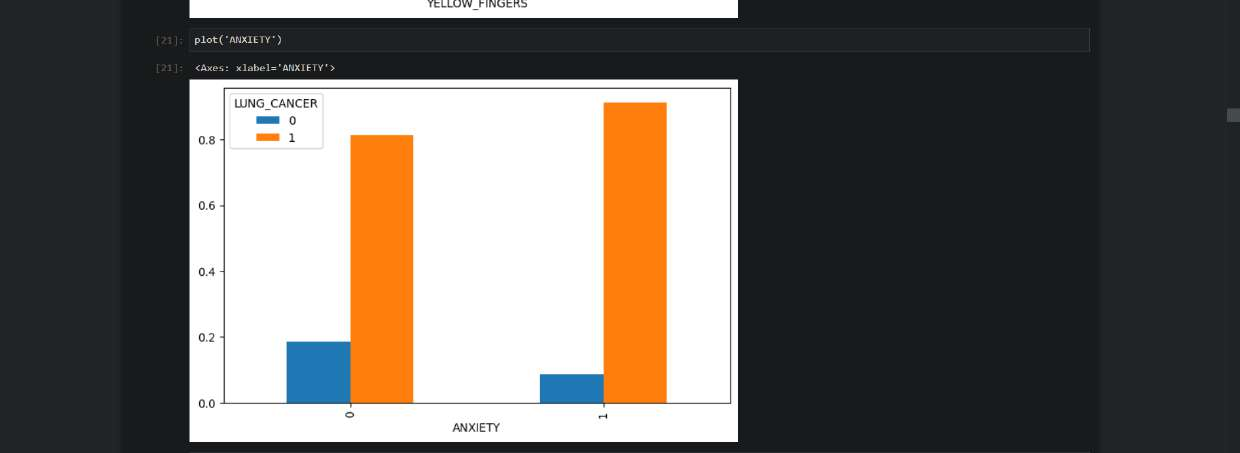 YELLOW_FINGERS
[21]: plot('ANXIETY')
[21]: <Axes: xlabel='ANXIETY'>
LUNG_CANCER
0
1
0.8
0.6
0.4
0.2
0.0
0
1
ANXIETY